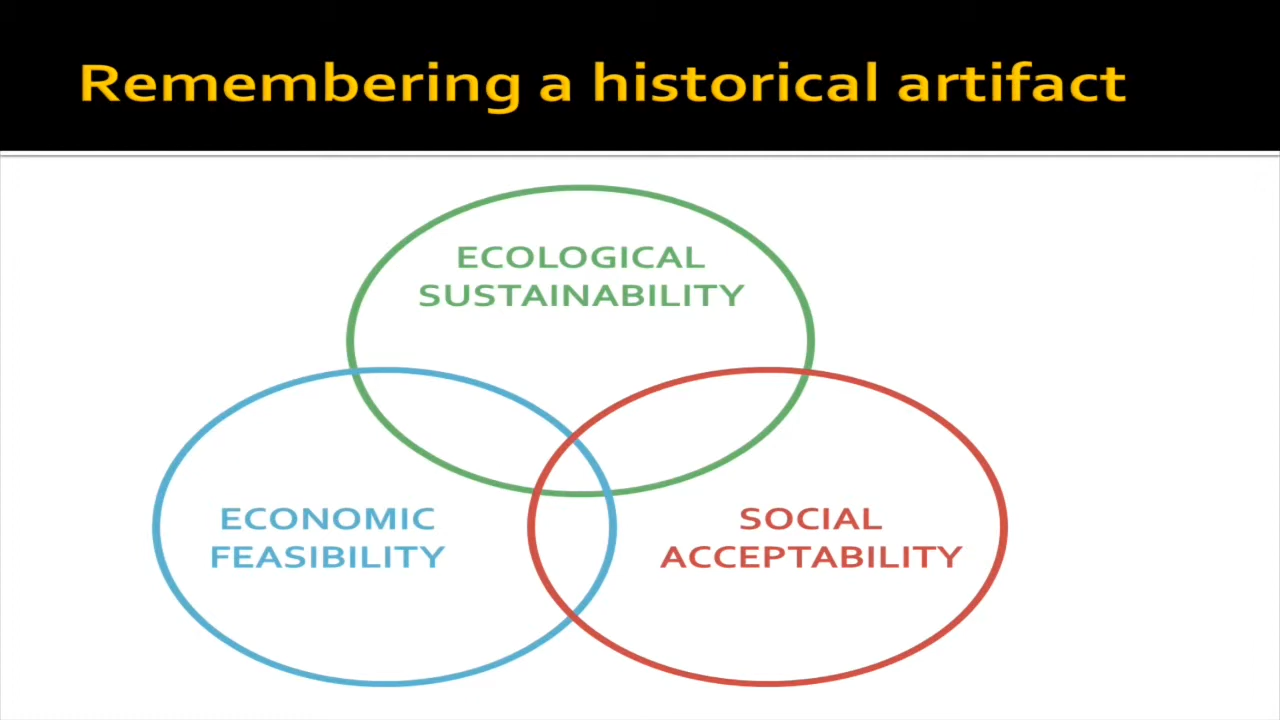 Remembering a historical artifact
ECOLOGICAL
SUSTAINABILITY
ECONOMIC
FEASIBILITY
SOCIAL
ACCEPTABILITY